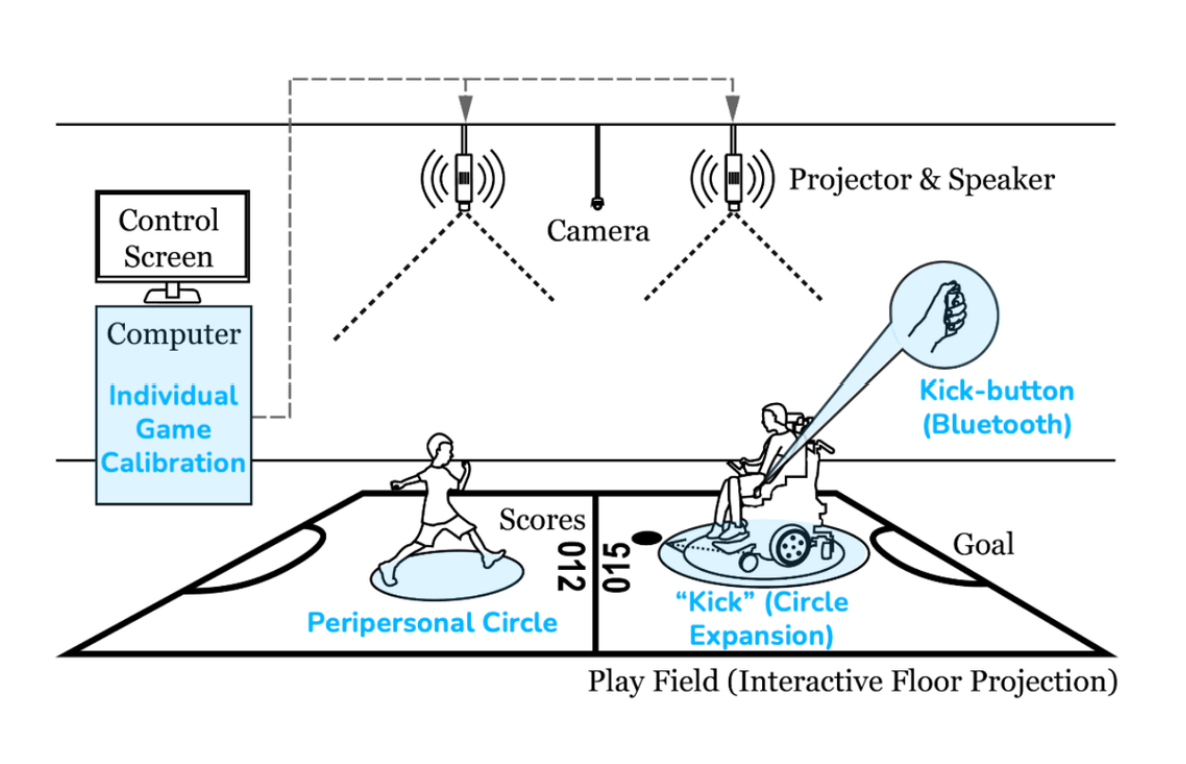 Projector & Speaker
Camera
Control
Screen
Computer
Individual
Game
Calibration
Kick-button
(Bluetooth)
Scores
012
015
Goal
Peripersonal Circle
“Kick” (Circle
Expansion)
Play Field (Interactive Floor Projection)